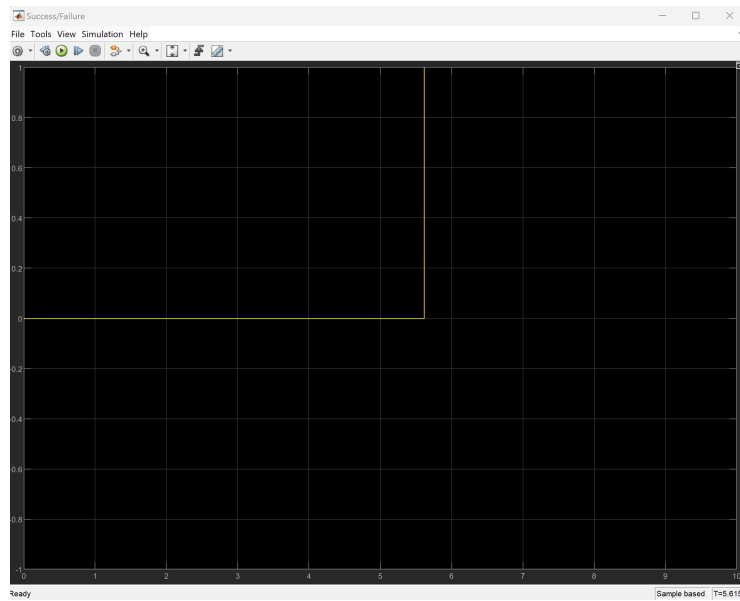 Success/Failure
File Tools View Simulation Help
1
0.8
0.6
0.4
0.2
0
-0.2
-0.4
-0.6
-0.8
-1
0 1 2 3 4 5 6 7 8 9 10
Ready Sample based T=5.615